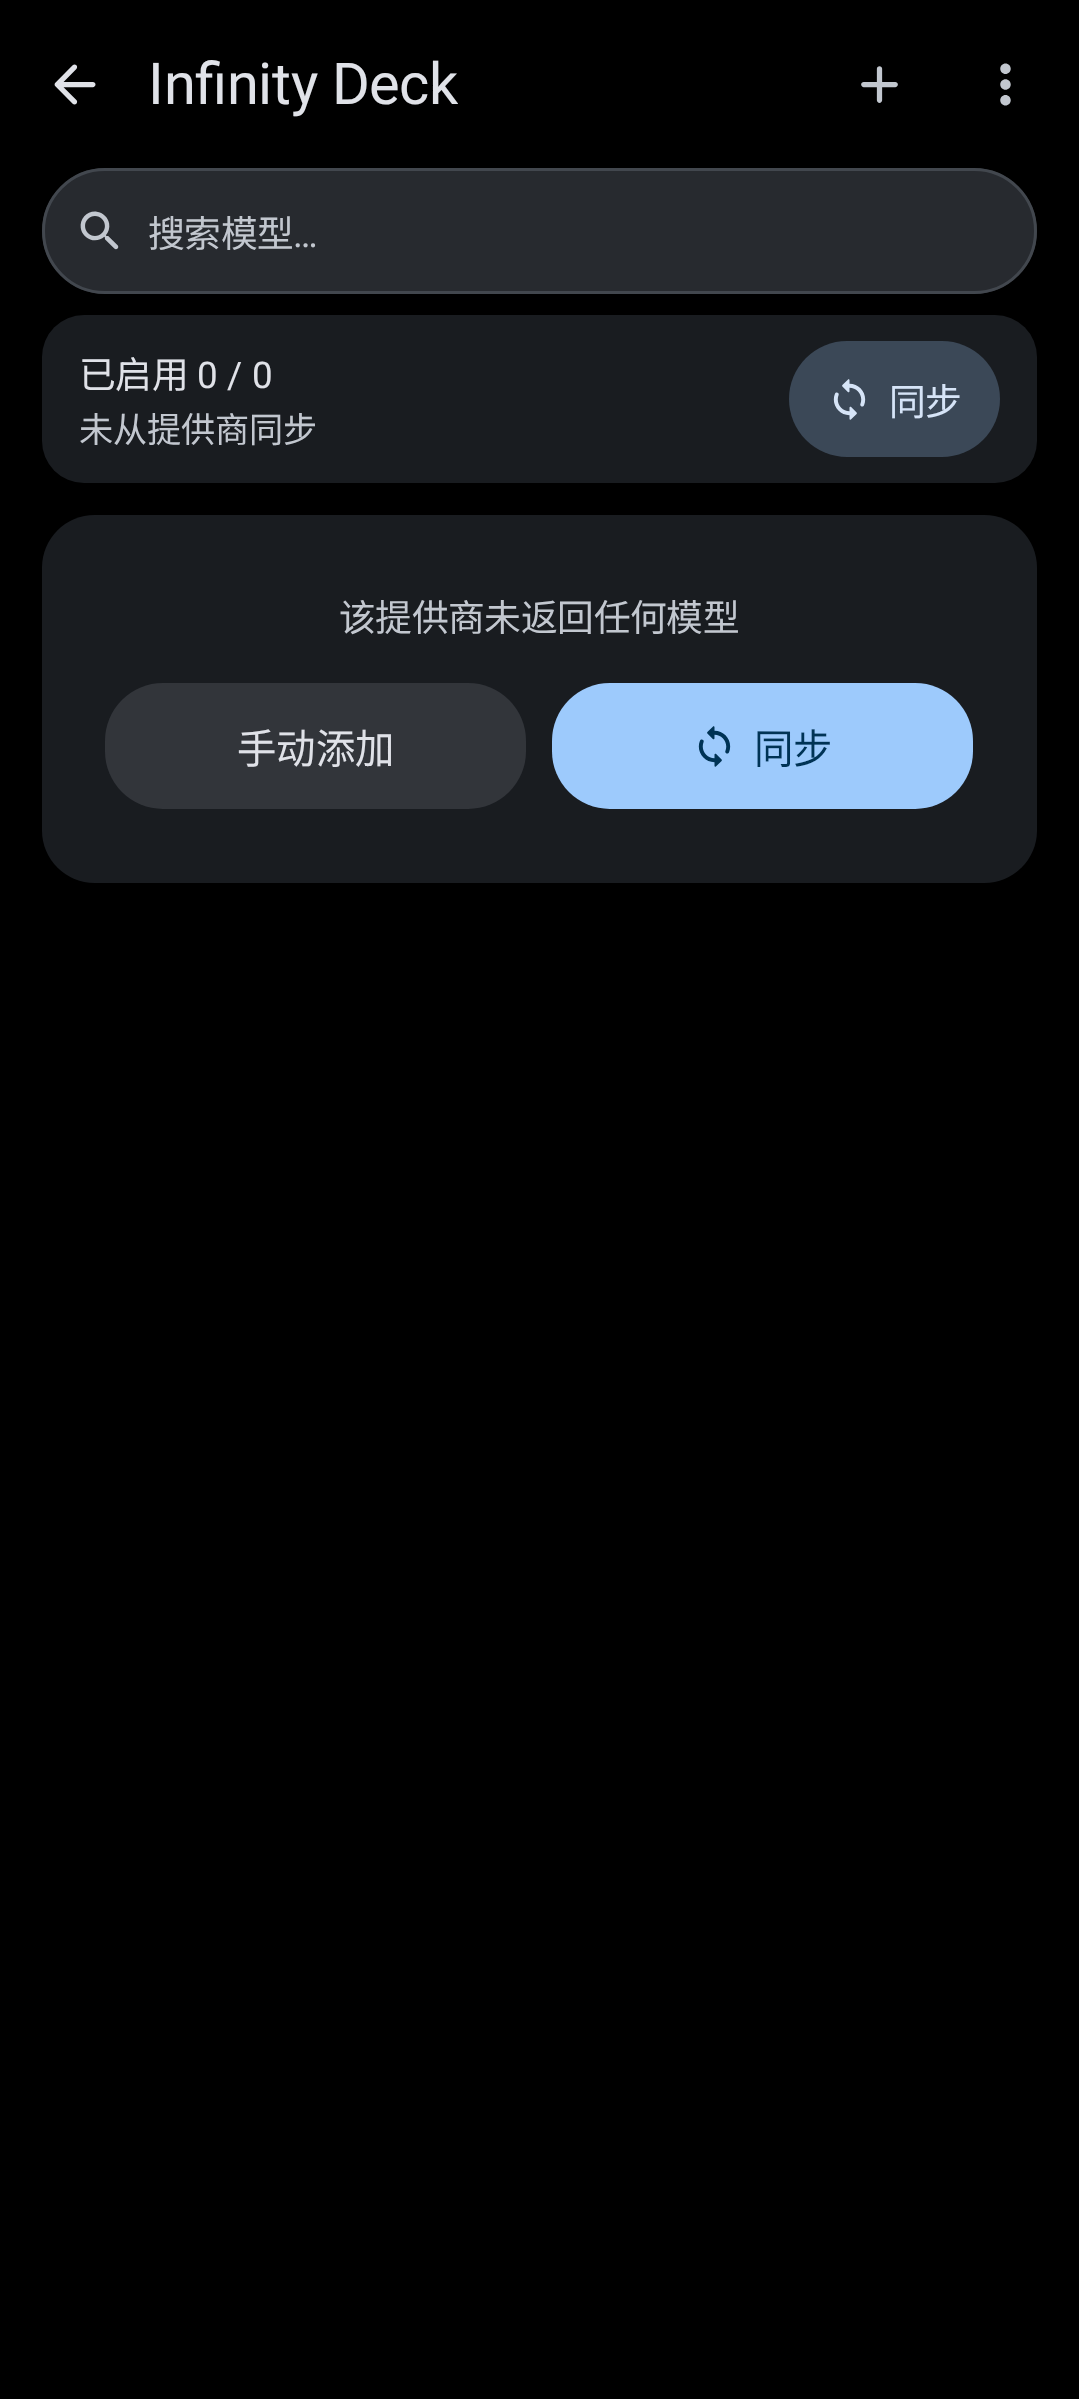 Infinity Deck
搜索模型...
已启用 0 / 0
未从提供商同步
同步
该提供商未返回任何模型
手动添加
同步